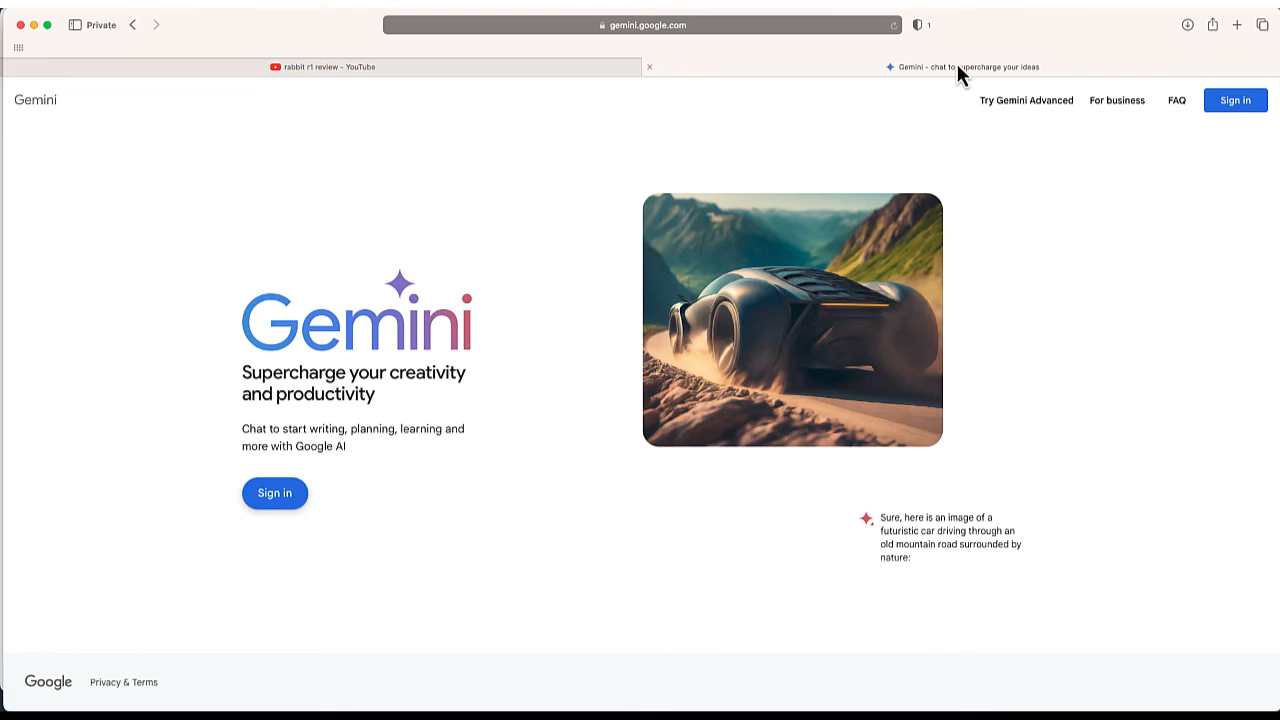 Private
gemini.google.com
1
rabbit r1 review - YouTube
Gemini - chat to supercharge your ideas
Gemini
Try Gemini Advanced
For business
FAQ
Sign in
Gemini
Supercharge your creativity
and productivity
Chat to start writing, planning, learning and
more with Google AI
Sign in
Sure, here is an image of a
futuristic car driving through an
old mountain road surrounded by
nature:
Google
Privacy & Terms